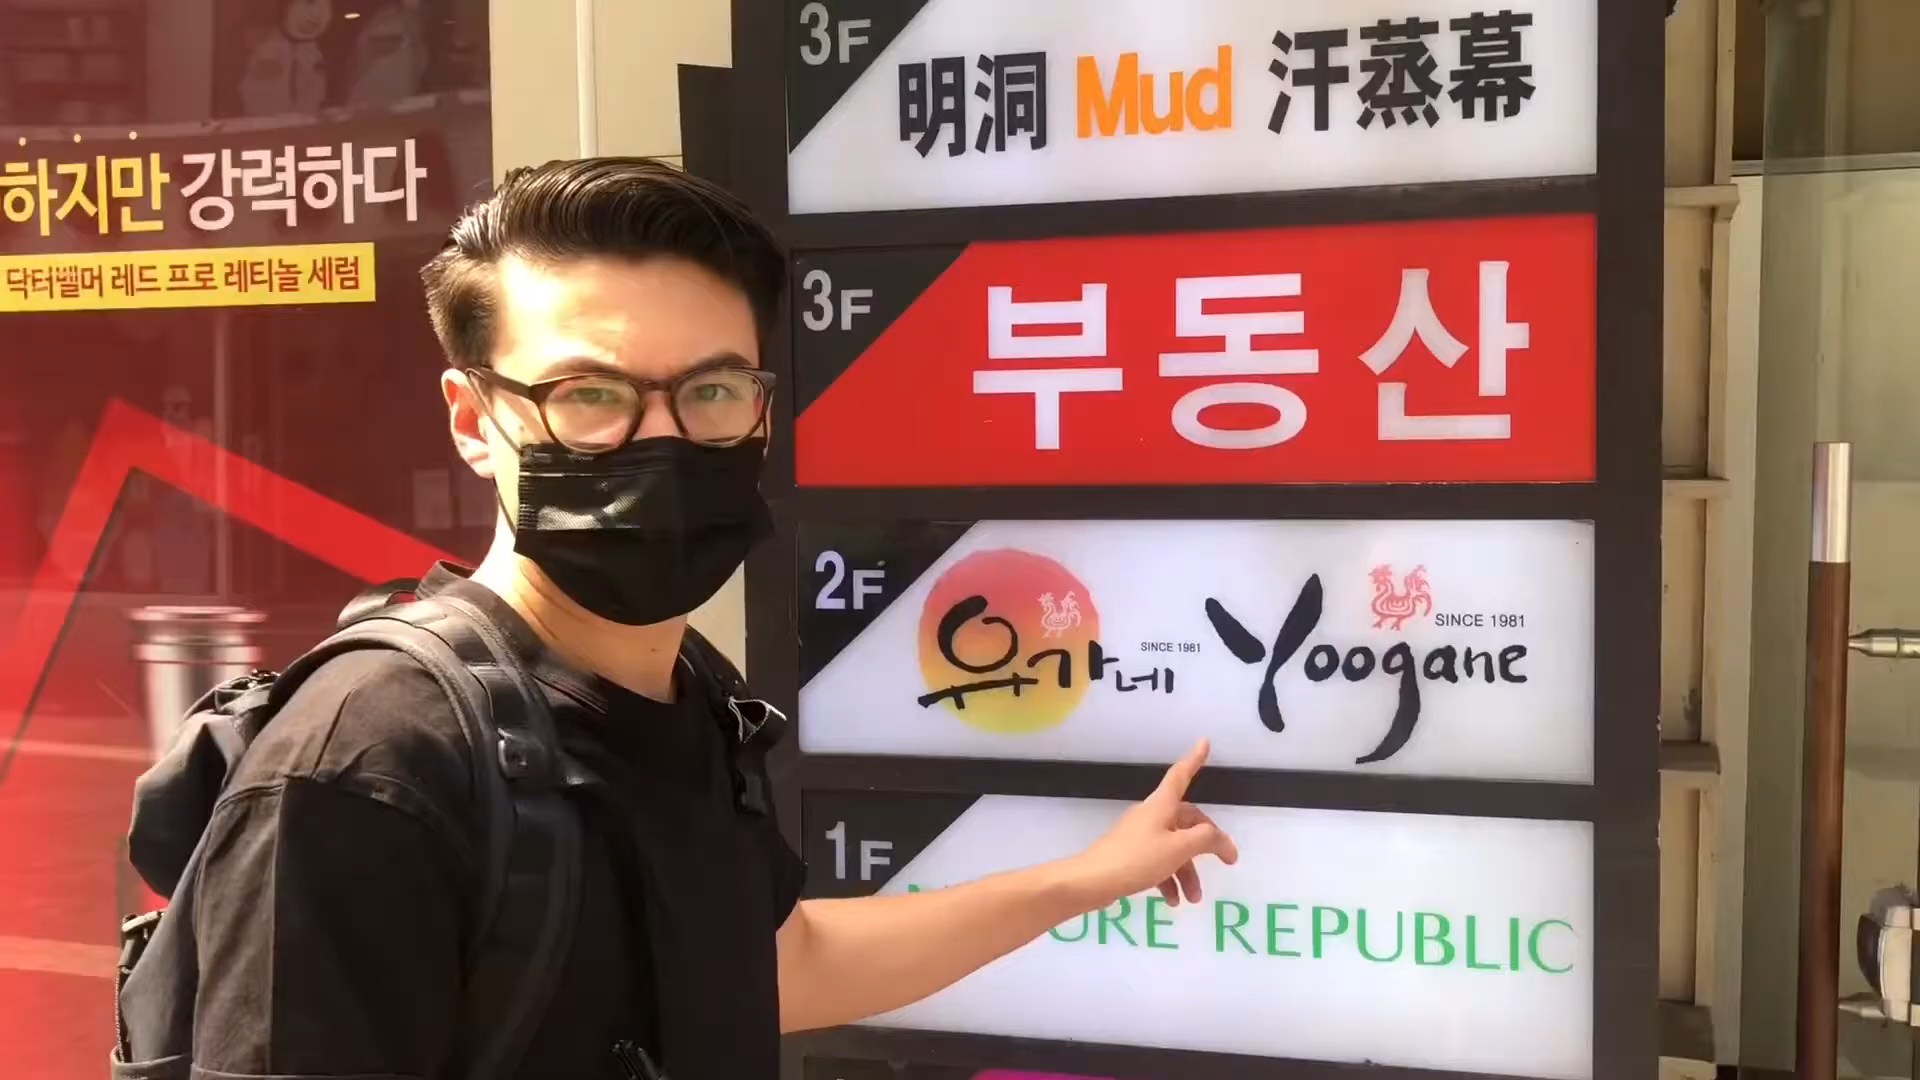 하지만 강력하다
닥터벨머 레드 프로 레티놀 세럼
3F
明洞 Mud 汗蒸幕
3F
부동산
2F
유가네 SINCE 1981
Yoogane SINCE 1981
1F
REPUBLIC